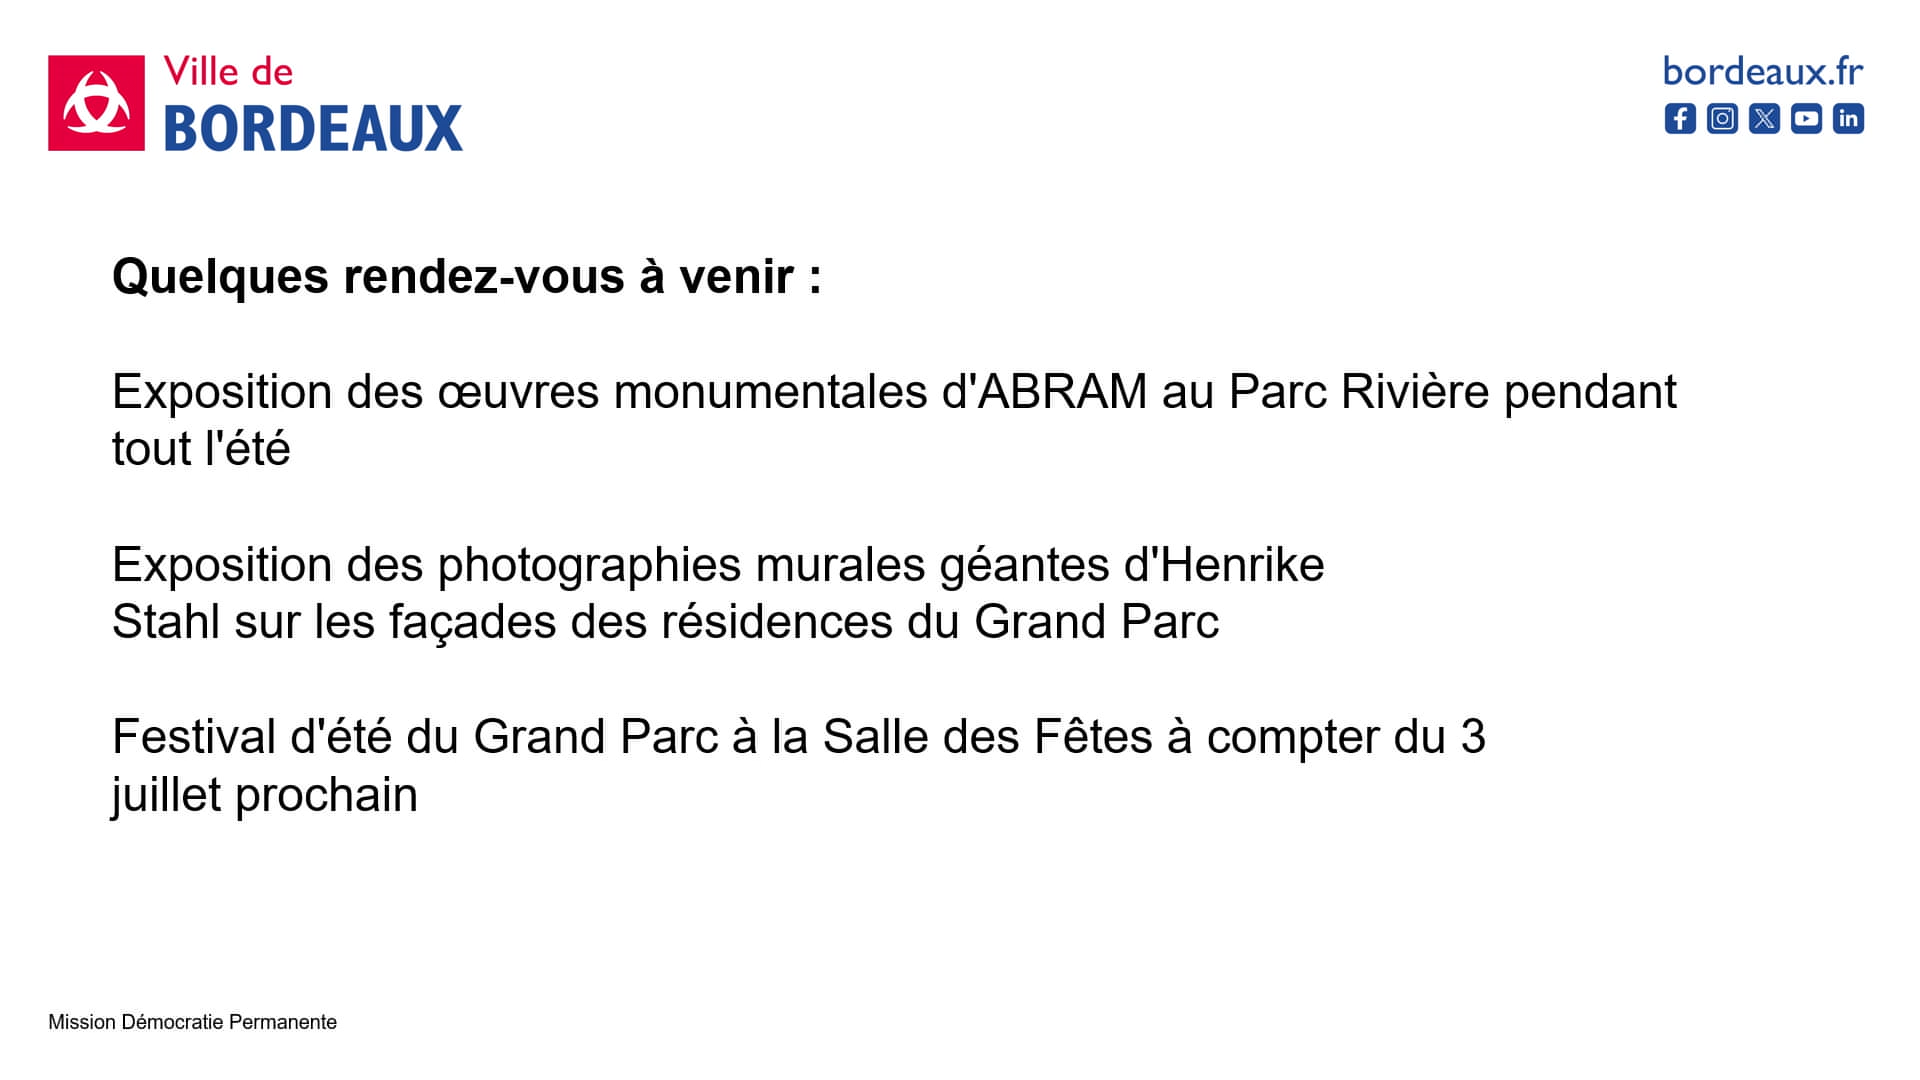 Ville de
BORDEAUX
bordeaux.fr
Quelques rendez-vous à venir :
Exposition des œuvres monumentales d'ABRAM au Parc Rivière pendant
tout l'été
Exposition des photographies murales géantes d'Henrike
Stahl sur les façades des résidences du Grand Parc
Festival d'été du Grand Parc à la Salle des Fêtes à compter du 3
juillet prochain
Mission Démocratie Permanente